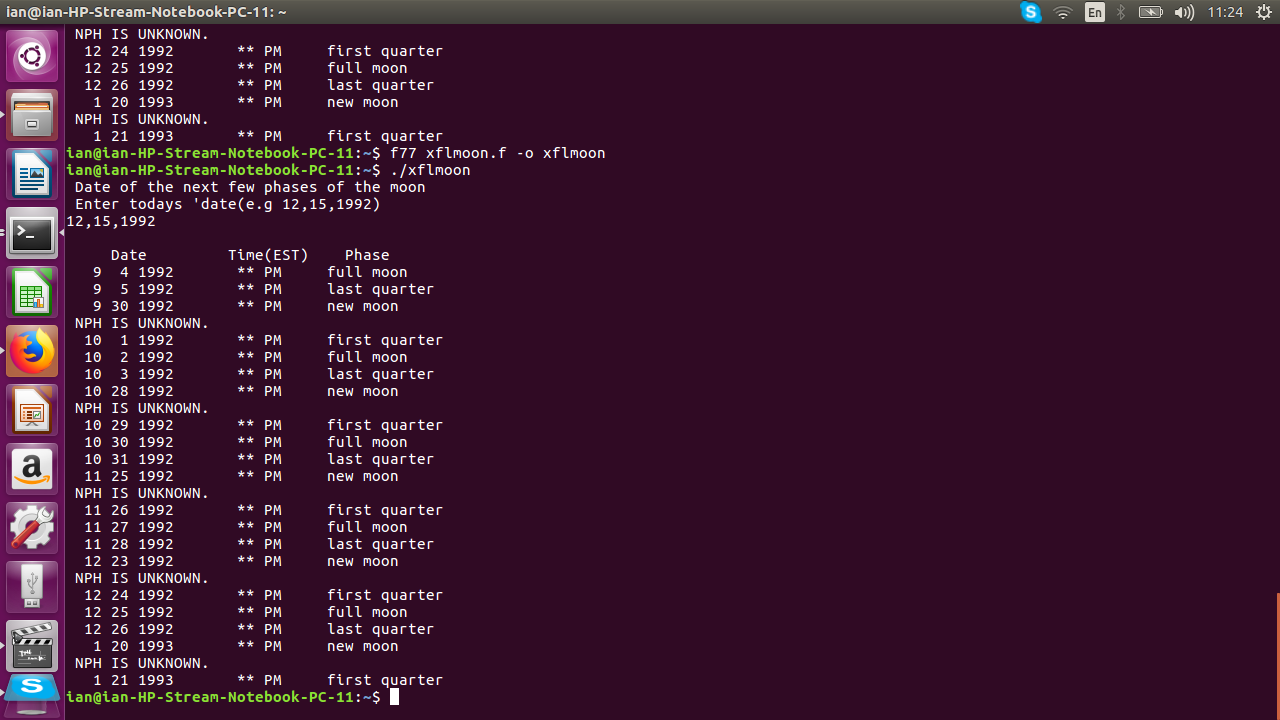 ian@ian-HP-Stream-Notebook-PC-11: ~
En
11:24
NPH IS UNKNOWN.
12 24 1992 ** PM first quarter
12 25 1992 ** PM full moon
12 26 1992 ** PM last quarter
1 20 1993 ** PM new moon
NPH IS UNKNOWN.
1 21 1993 ** PM first quarter
ian@ian-HP-Stream-Notebook-PC-11:~$ f77 xflmoon.f -o xflmoon
ian@ian-HP-Stream-Notebook-PC-11:~$ ./xflmoon
Date of the next few phases of the moon
Enter todays 'date(e.g 12,15,1992)
12,15,1992
Date Time(EST) Phase
9 4 1992 ** PM full moon
9 5 1992 ** PM last quarter
9 30 1992 ** PM new moon
NPH IS UNKNOWN.
10 1 1992 ** PM first quarter
10 2 1992 ** PM full moon
10 3 1992 ** PM last quarter
10 28 1992 ** PM new moon
NPH IS UNKNOWN.
10 29 1992 ** PM first quarter
10 30 1992 ** PM full moon
10 31 1992 ** PM last quarter
11 25 1992 ** PM new moon
NPH IS UNKNOWN.
11 26 1992 ** PM first quarter
11 27 1992 ** PM full moon
11 28 1992 ** PM last quarter
12 23 1992 ** PM new moon
NPH IS UNKNOWN.
12 24 1992 ** PM first quarter
12 25 1992 ** PM full moon
12 26 1992 ** PM last quarter
1 20 1993 ** PM new moon
NPH IS UNKNOWN.
1 21 1993 ** PM first quarter
ian@ian-HP-Stream-Notebook-PC-11:~$